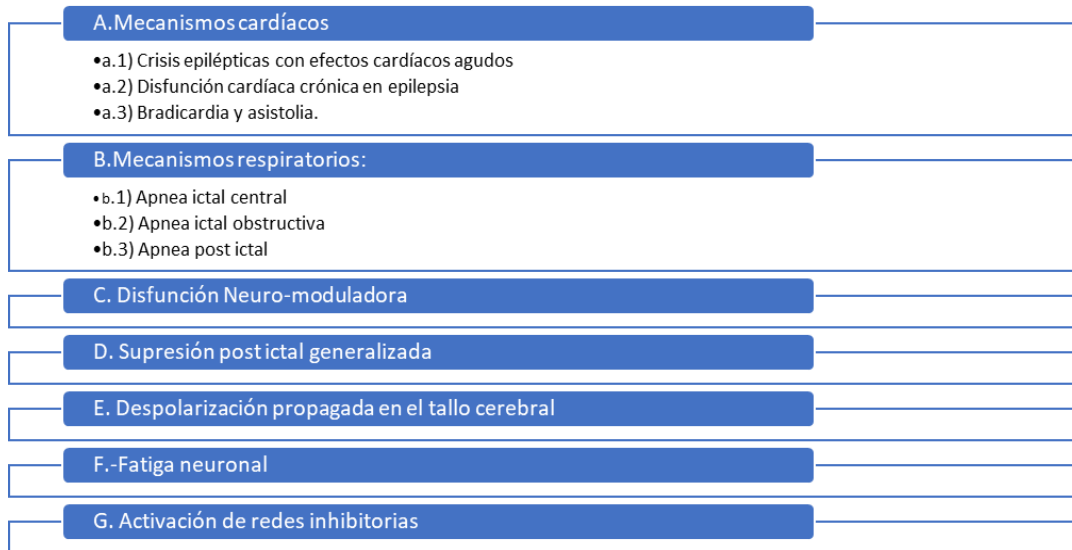 A.Mecanismos cardíacos
•a.1) Crisis epilépticas con efectos cardíacos agudos
•a.2) Disfunción cardíaca crónica en epilepsia
•a.3) Bradicardia y asistolia.
B.Mecanismos respiratorios:
•b.1) Apnea ictal central
•b.2) Apnea ictal obstructiva
•b.3) Apnea post ictal
C. Disfunción Neuro-moduladora
D. Supresión post ictal generalizada
E. Despolarización propagada en el tallo cerebral
F.-Fatiga neuronal
G. Activación de redes inhibitorias